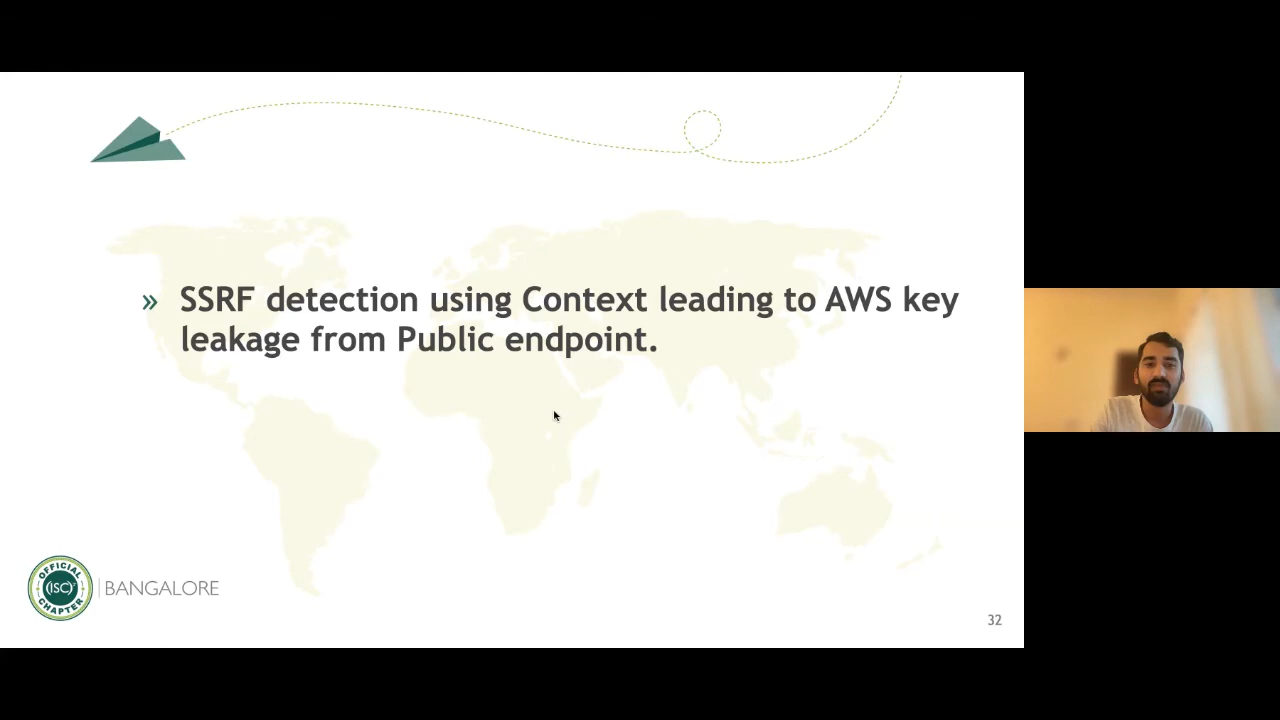 » SSRF detection using Context leading to AWS key
leakage from Public endpoint.
OFFICIAL
(ISC)²
CHAPTER
BANGALORE
32